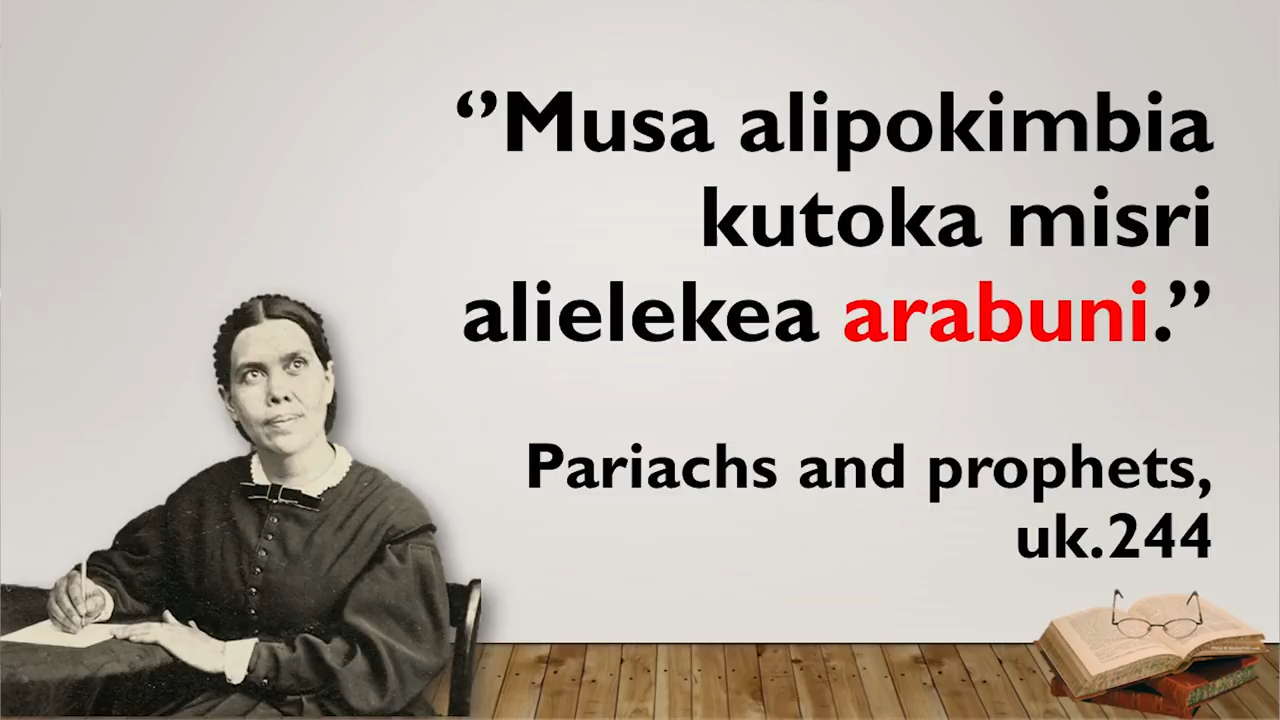 ‘’Musa alipokimbia
kutoka misri
alielekea arabuni.’’
Pariachs and prophets,
uk.244